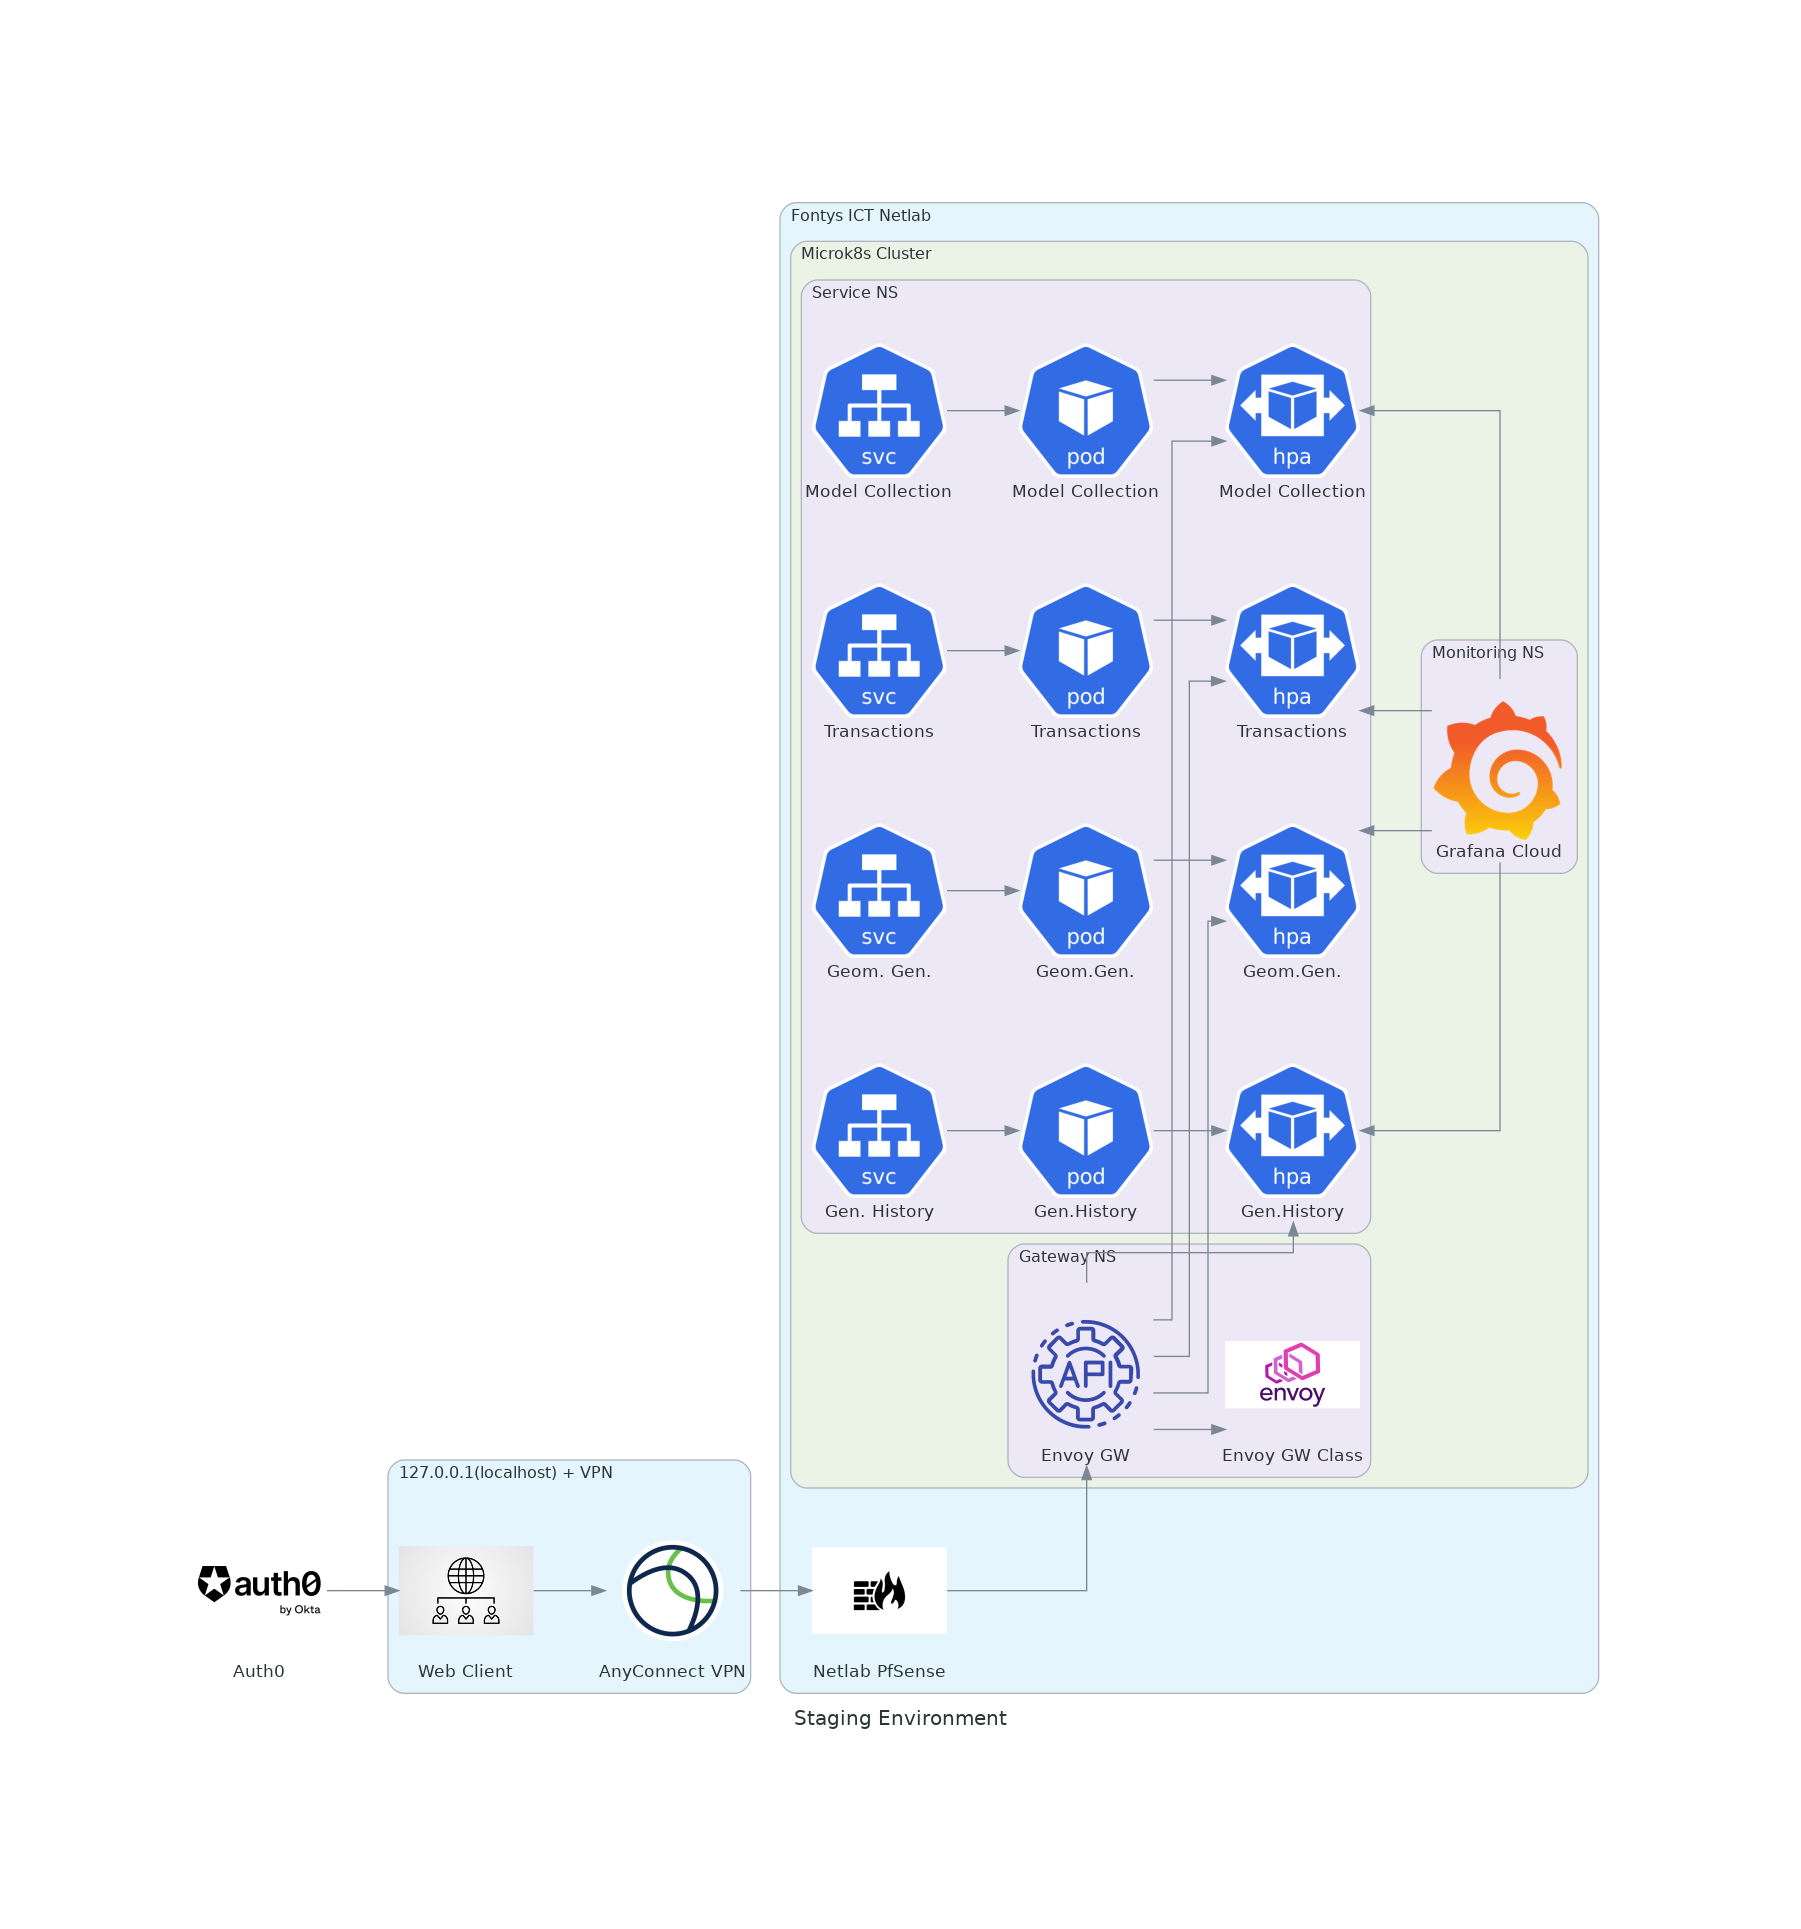 Fontys ICT Netlab
Microk8s Cluster
Service NS
svc
pod
hpa
Model Collection
Model Collection
Model Collection
svc
pod
hpa
Transactions
Transactions
Transactions
Monitoring NS
Grafana Cloud
svc
pod
hpa
Geom. Gen.
Geom.Gen.
Geom.Gen.
svc
pod
hpa
Gen. History
Gen.History
Gen.History
Gateway NS
API
envoy
Envoy GW
Envoy GW Class
127.0.0.1(localhost) + VPN
auth0
by Okta
Auth0
Web Client
AnyConnect VPN
Netlab PfSense
Staging Environment